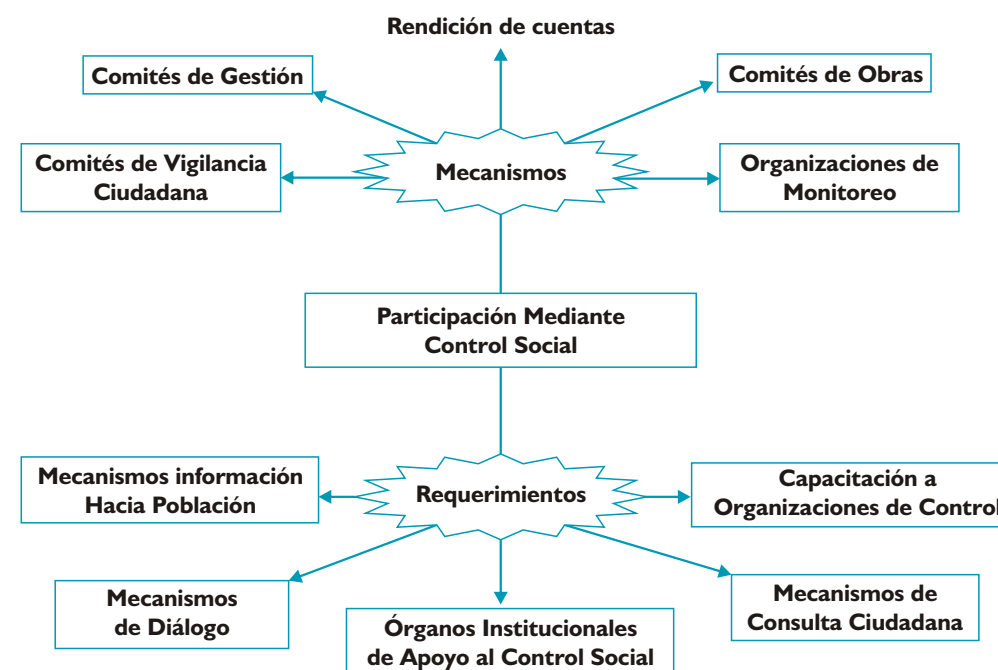 Rendición de cuentas
Comités de Gestión
Comités de Obras
Comités de Vigilancia
Ciudadana
Mecanismos
Organizaciones de
Monitoreo
Participación Mediante
Control Social
Mecanismos información
Hacia Población
Requerimientos
Capacitación a
Organizaciones de Control
Mecanismos
de Diálogo
Órganos Institucionales
de Apoyo al Control Social
Mecanismos de
Consulta Ciudadana